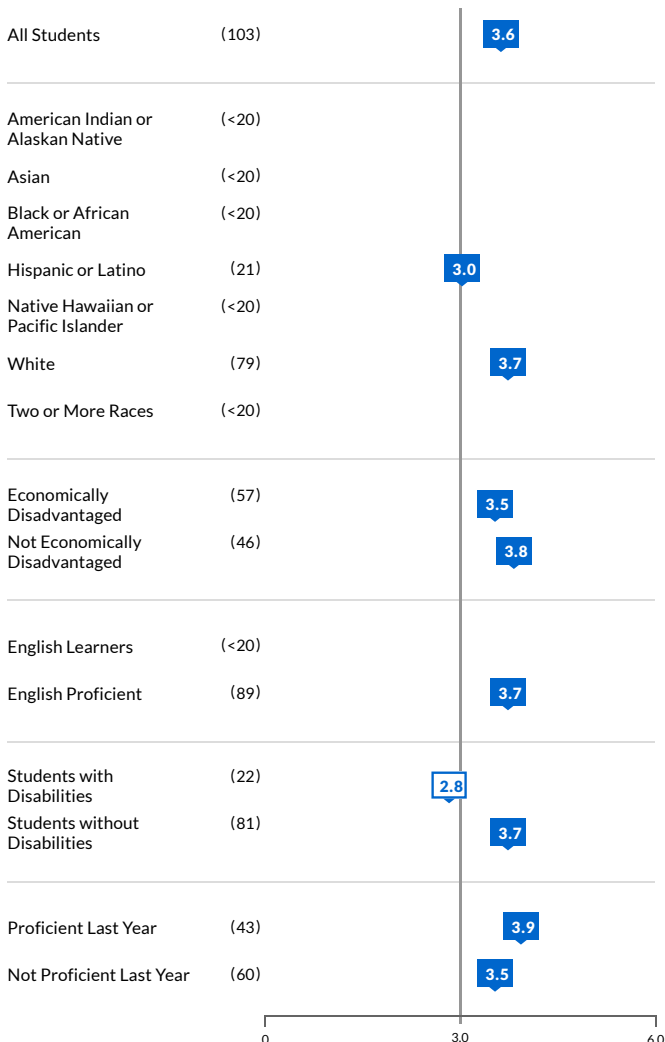 All Students (103) 3.6
American Indian or (<20)
Alaskan Native
Asian (<20)
Black or African (<20)
American
Hispanic or Latino (21) 3.0
Native Hawaiian or (<20)
Pacific Islander
White (79) 3.7
Two or More Races (<20)
Economically (57) 3.5
Disadvantaged
Not Economically (46) 3.8
Disadvantaged
English Learners (<20)
English Proficient (89) 3.7
Students with (22) 2.8
Disabilities
Students without (81) 3.7
Disabilities
Proficient Last Year (43) 3.9
Not Proficient Last Year (60) 3.5
0 3.0 6.0